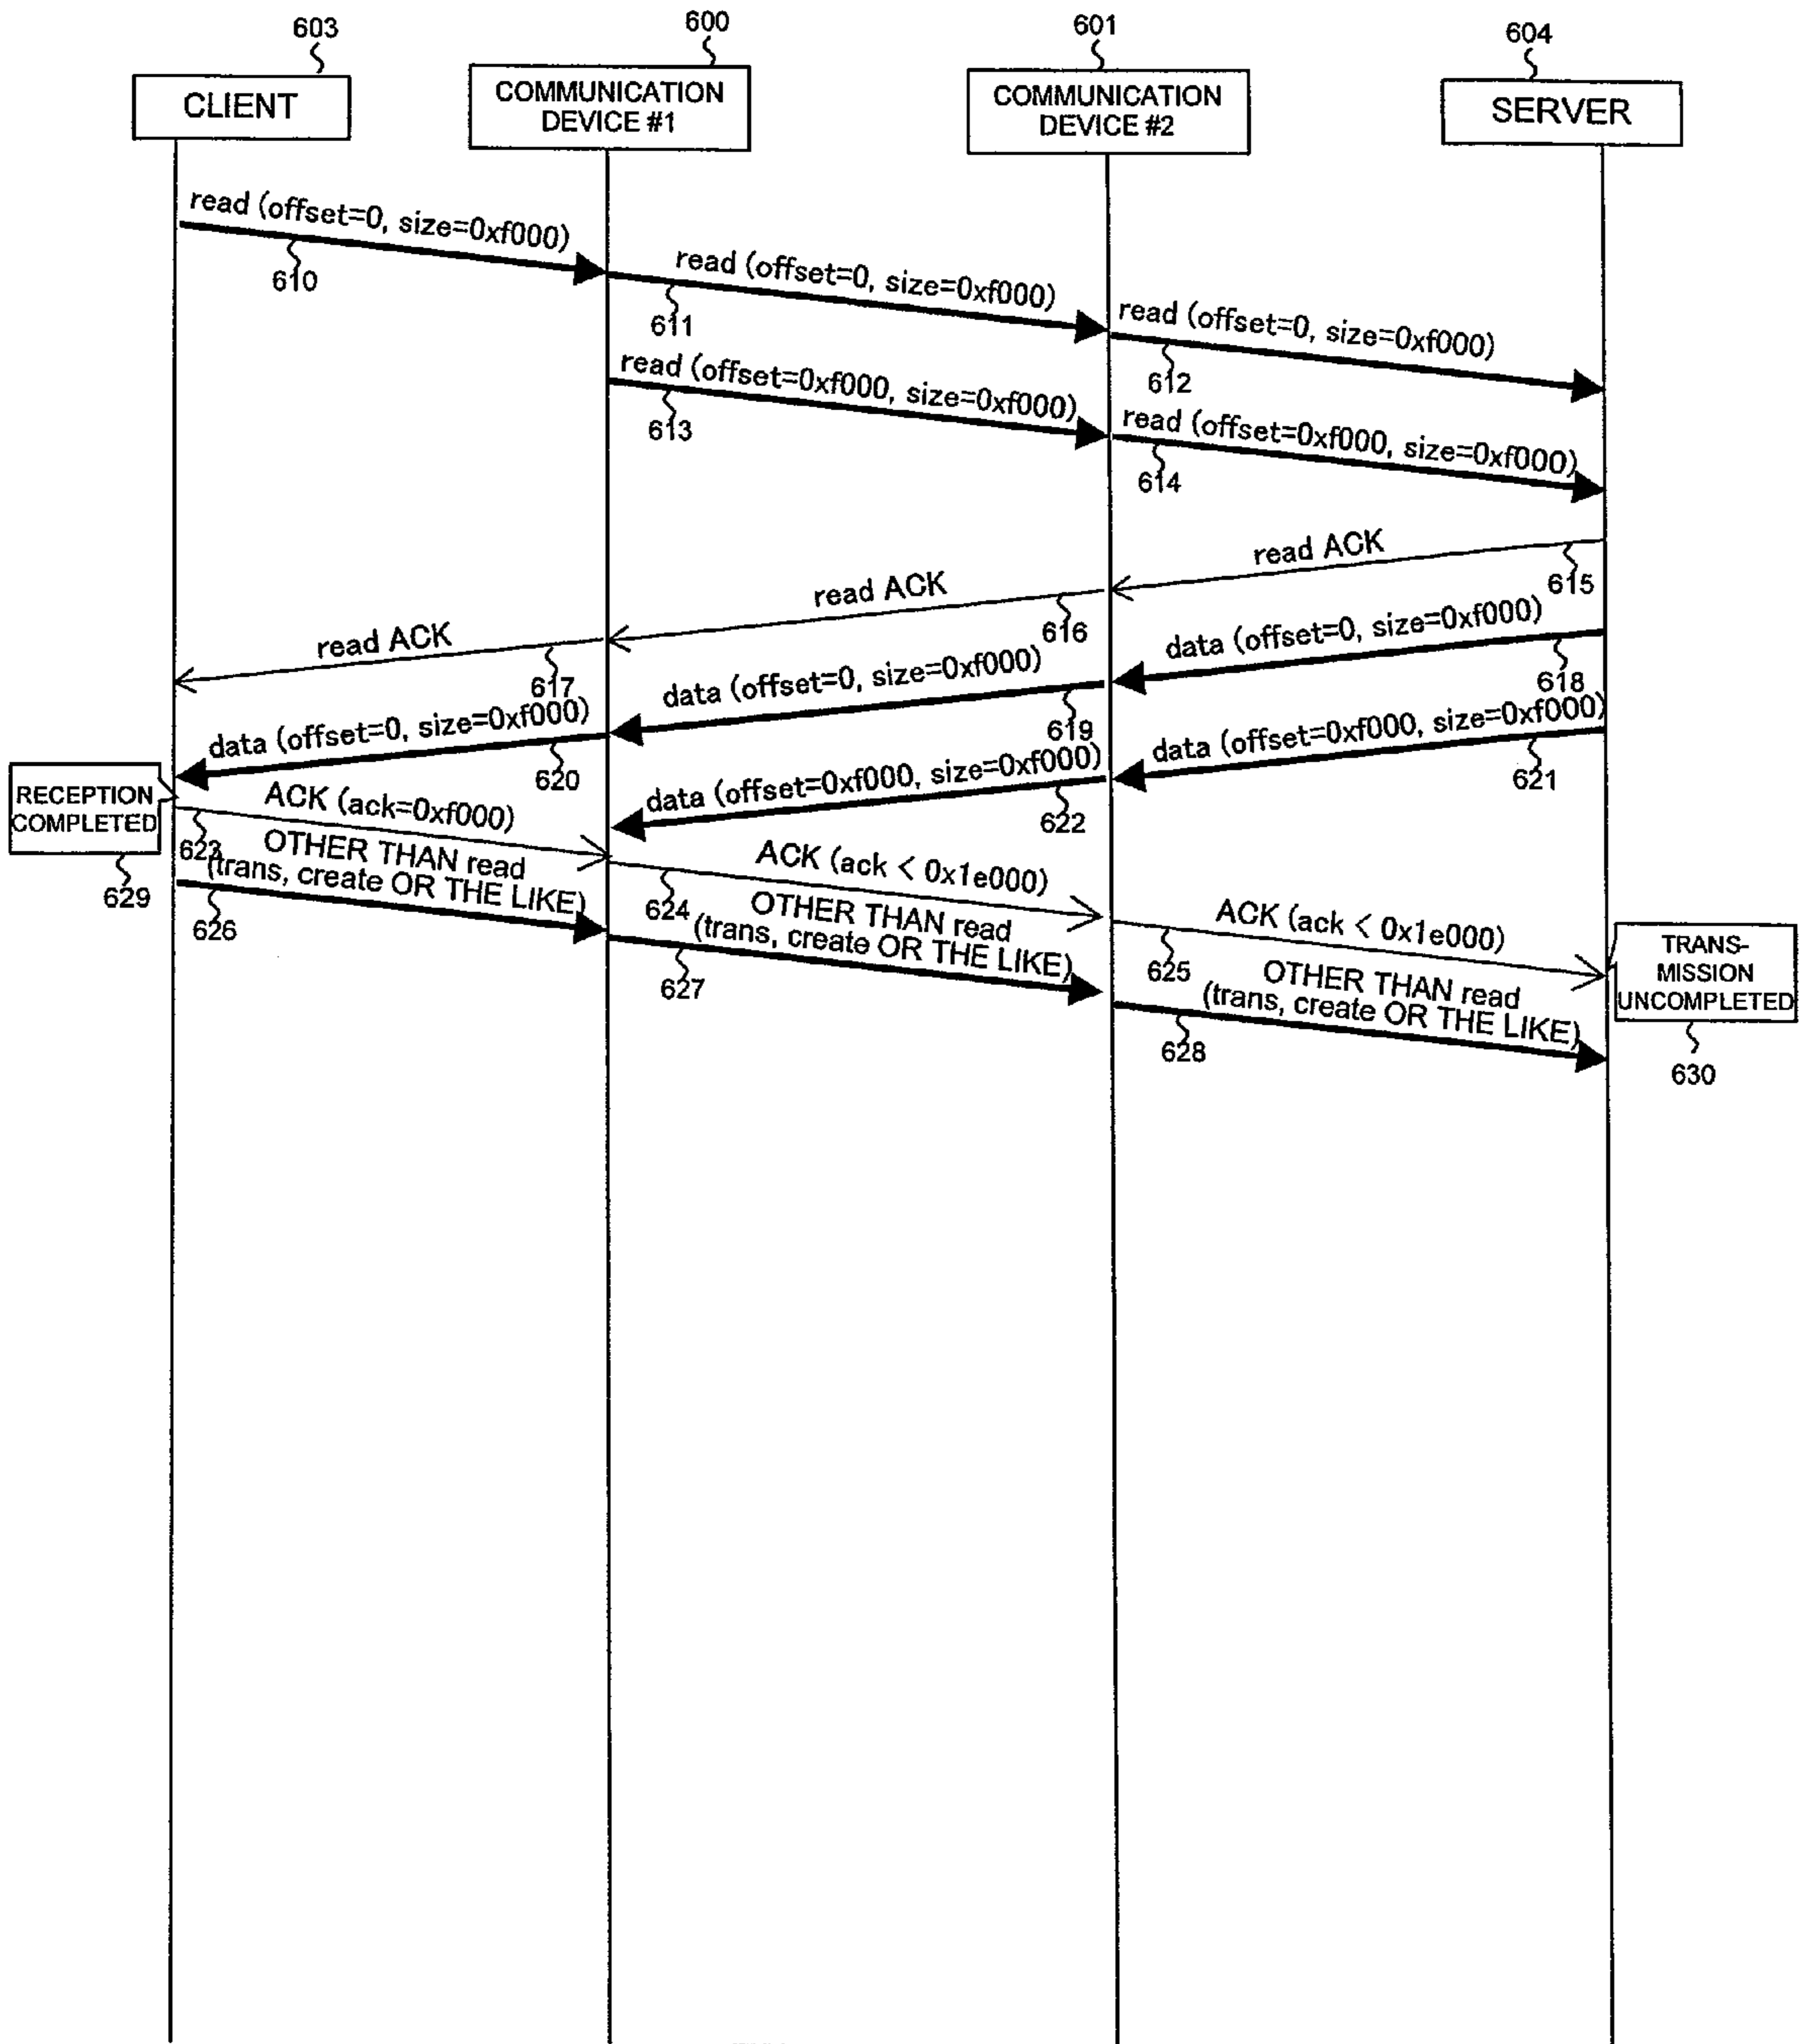 603
600
601
604
CLIENT
COMMUNICATION
DEVICE #1
COMMUNICATION
DEVICE #2
SERVER
read (offset=0, size=0xf000)
610
read (offset=0, size=0xf000)
611
read (offset=0, size=0xf000)
612
read (offset=0xf000, size=0xf000)
613
read (offset=0xf000, size=0xf000)
614
read ACK
615
read ACK
616
read ACK
617
data (offset=0, size=0xf000)
618
data (offset=0, size=0xf000)
619
data (offset=0, size=0xf000)
620
data (offset=0xf000, size=0xf000)
621
data (offset=0xf000, size=0xf000)
622
RECEPTION
COMPLETED
629
ACK (ack=0xf000)
623
OTHER THAN read
(trans, create OR THE LIKE)
626
ACK (ack < 0x1e000)
624
OTHER THAN read
(trans, create OR THE LIKE)
627
ACK (ack < 0x1e000)
625
OTHER THAN read
(trans, create OR THE LIKE)
628
TRANS-
MISSION
UNCOMPLETED
630